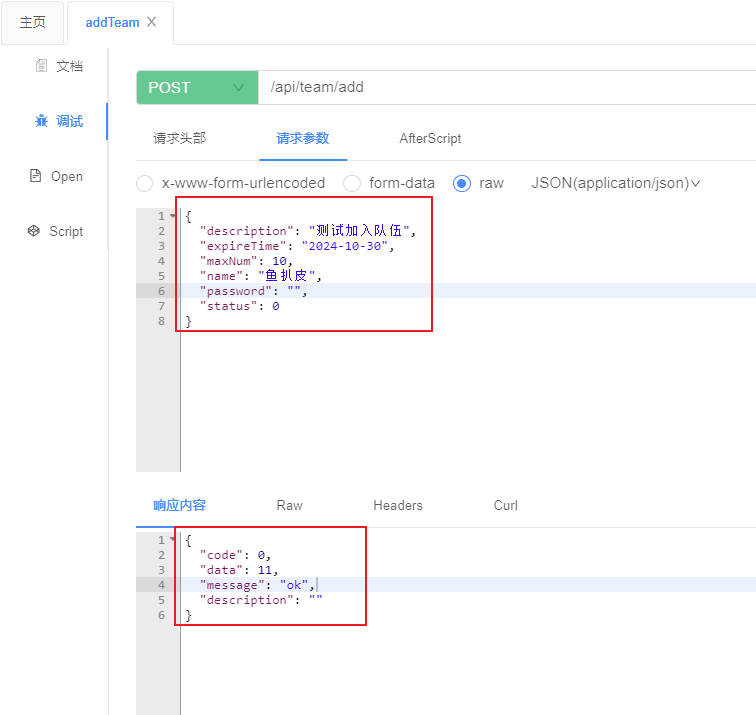 主页
addTeam
文档
调试
Open
Script
POST
/api/team/add
请求头部
请求参数
AfterScript
x-www-form-urlencoded
form-data
raw
JSON(application/json)
1 {
2 "description": "测试加入队伍",
3 "expireTime": "2024-10-30",
4 "maxNum": 10,
5 "name": "鱼扒皮",
6 "password": "",
7 "status": 0
8 }
响应内容
Raw
Headers
Curl
1 {
2 "code": 0,
3 "data": 11,
4 "message": "ok",
5 "description": ""
6 }